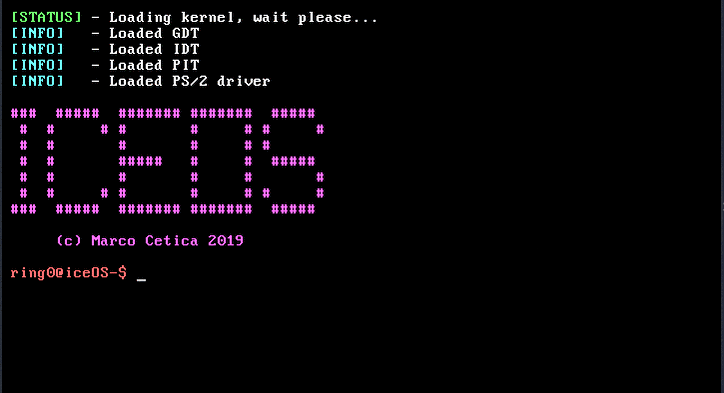 [STATUS] - Loading kernel, wait please...
[INFO]   - Loaded GDT
[INFO]   - Loaded IDT
[INFO]   - Loaded PIT
[INFO]   - Loaded PS/2 driver
ICEOS
(c) Marco Cetica 2019
ring0@iceOS-$ _